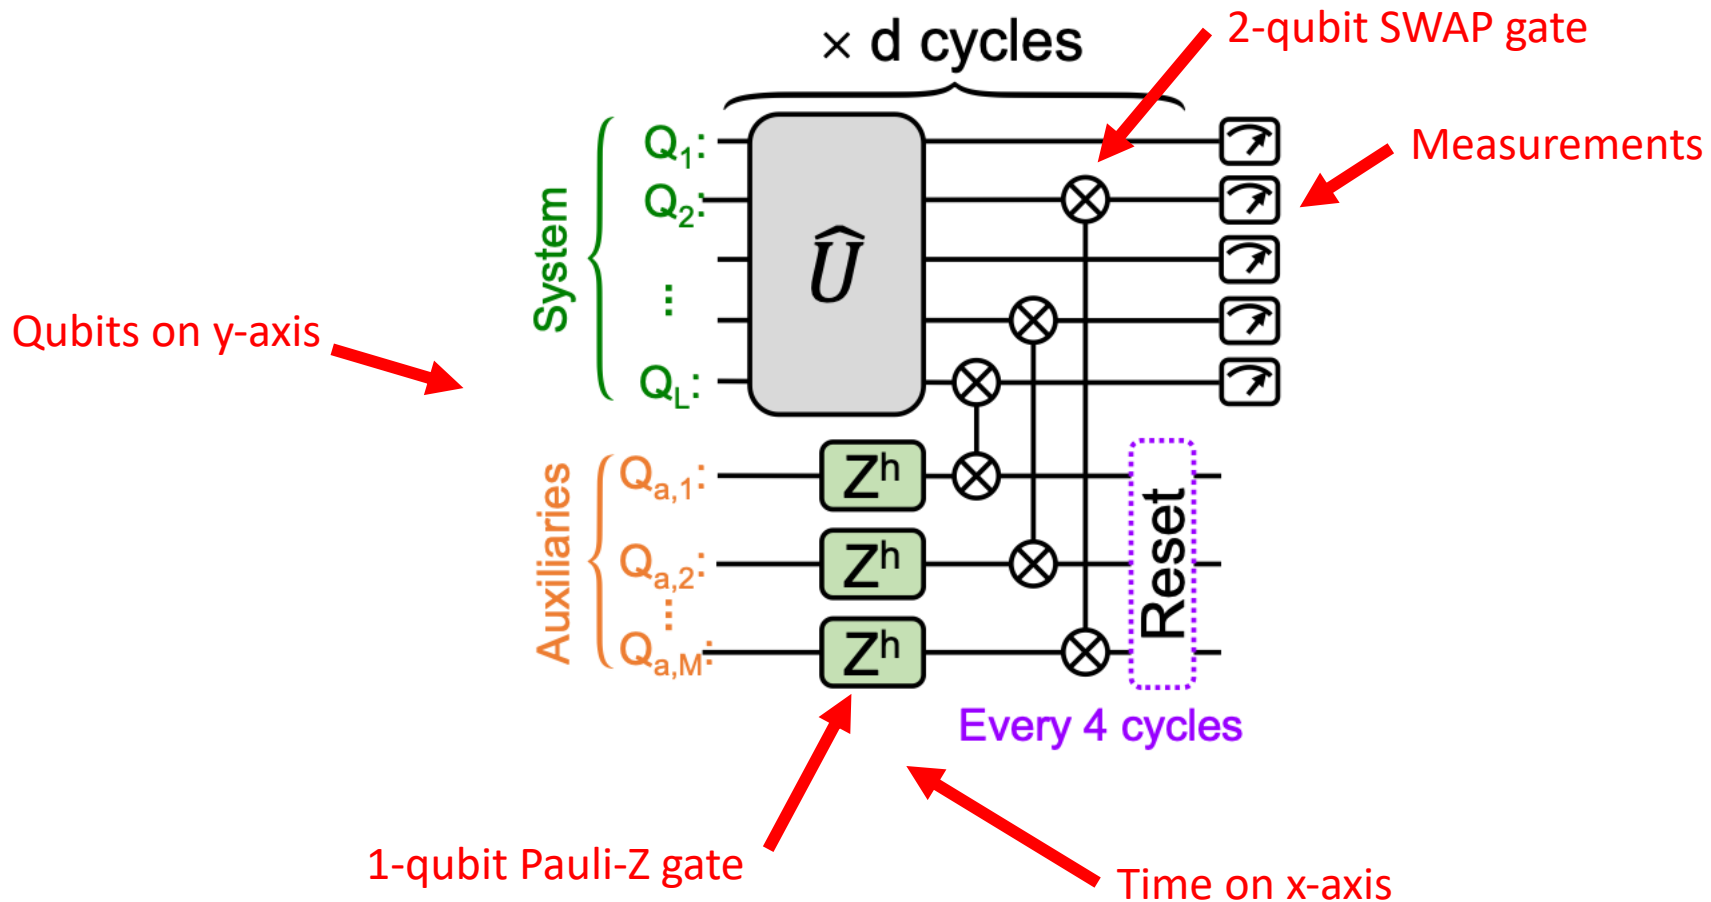 2-qubit SWAP gate
× d cycles
Measurements
System
Q1:
Q2:
⋮
QL:
Û
Qubits on y-axis
Auxiliaries
Qa,1:
Qa,2:
⋮
Qa,M:
Zh
Zh
Zh
Reset
Every 4 cycles
1-qubit Pauli-Z gate
Time on x-axis